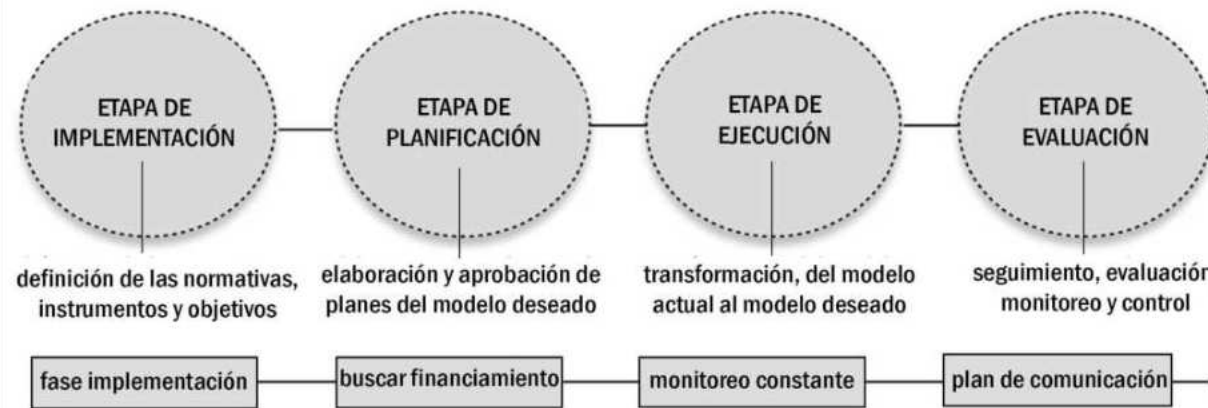 ETAPA DE
IMPLEMENTACIÓN
ETAPA DE
PLANIFICACIÓN
ETAPA DE
EJECUCIÓN
ETAPA DE
EVALUACIÓN
definición de las normativas,
instrumentos y objetivos
elaboración y aprobación de
planes del modelo deseado
transformación, del modelo
actual al modelo deseado
seguimiento, evaluación
monitoreo y control
fase implementación
buscar financiamiento
monitoreo constante
plan de comunicación